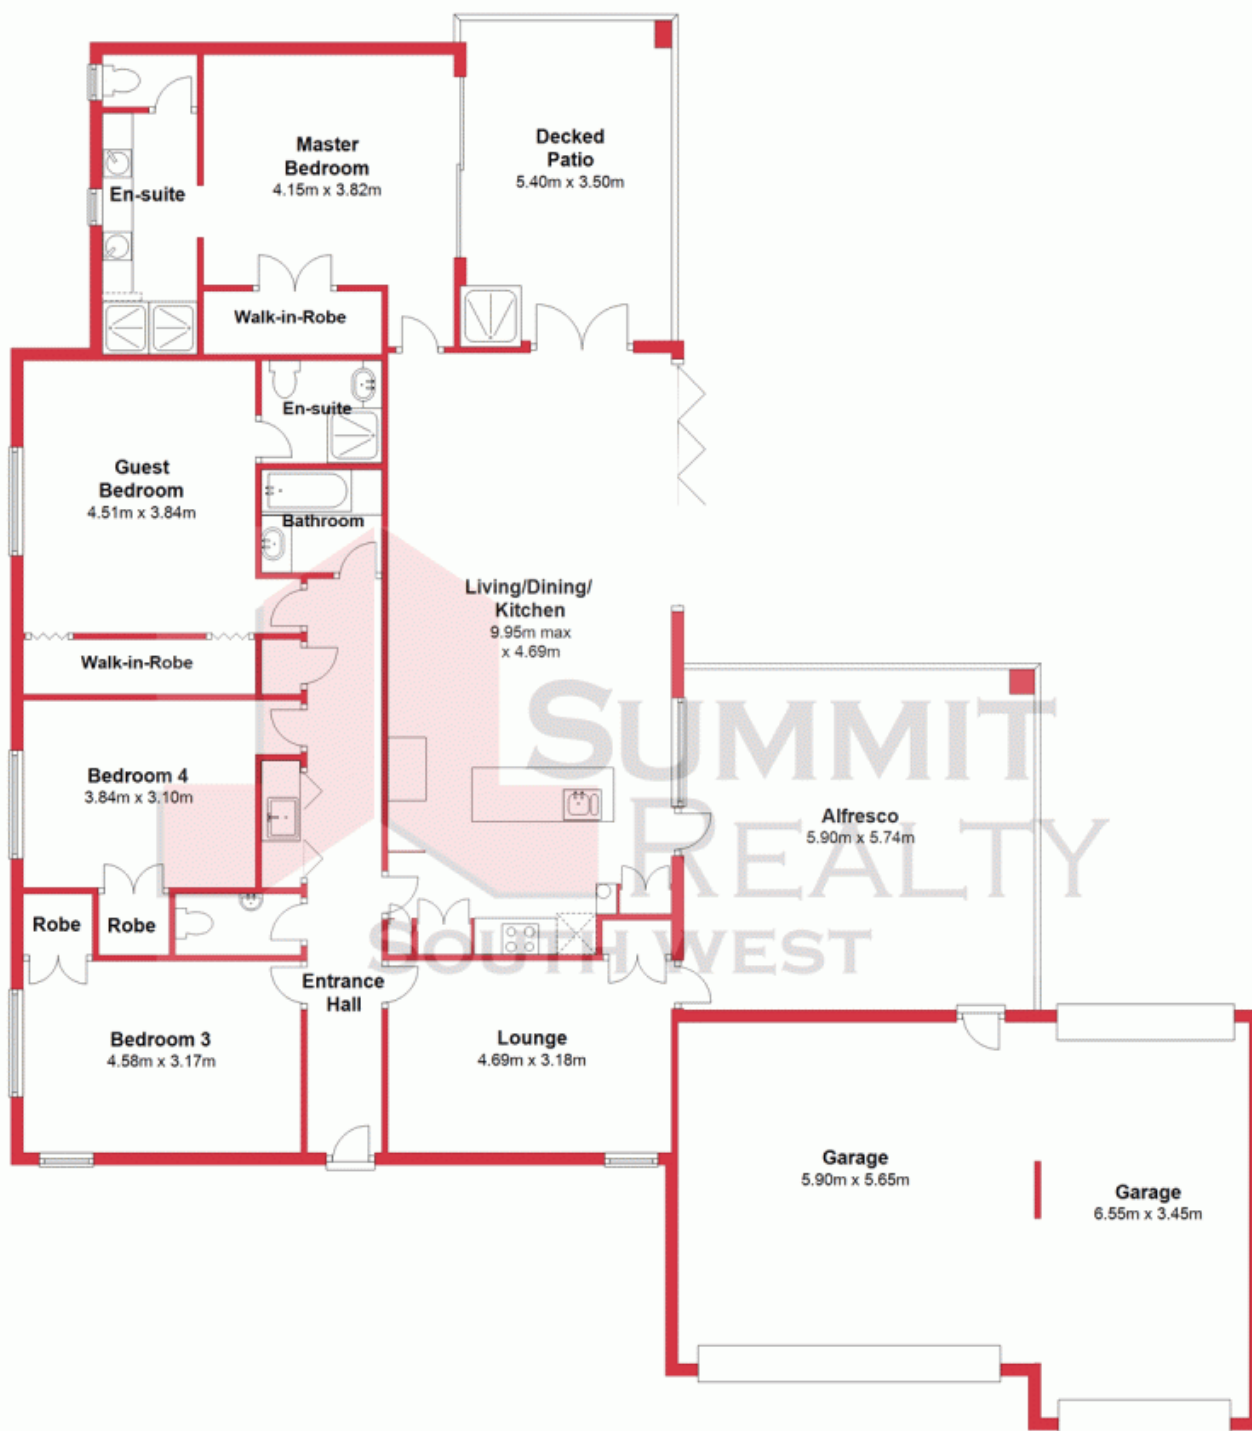 Master
Bedroom
4.15m x 3.82m
Decked
Patio
5.40m x 3.50m
En-suite
Walk-in-Robe
En-suite
Guest
Bedroom
4.51m x 3.84m
Bathroom
Living/Dining/
Kitchen
9.95m max
x 4.69m
Walk-in-Robe
SUMMIT
REALTY
SOUTH WEST
Bedroom 4
3.84m x 3.10m
Alfresco
5.90m x 5.74m
Robe
Robe
Entrance
Hall
Bedroom 3
4.58m x 3.17m
Lounge
4.69m x 3.18m
Garage
5.90m x 5.65m
Garage
6.55m x 3.45m